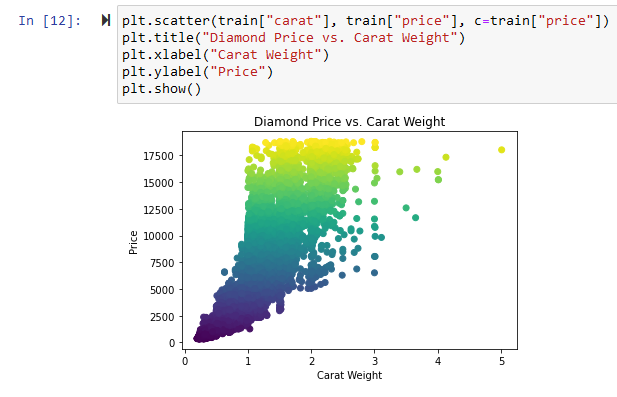 In [12]:
plt.scatter(train["carat"], train["price"], c=train["price"])
plt.title("Diamond Price vs. Carat Weight")
plt.xlabel("Carat Weight")
plt.ylabel("Price")
plt.show()
Diamond Price vs. Carat Weight
17500
15000
12500
10000
7500
5000
2500
0
Price
0 1 2 3 4 5
Carat Weight